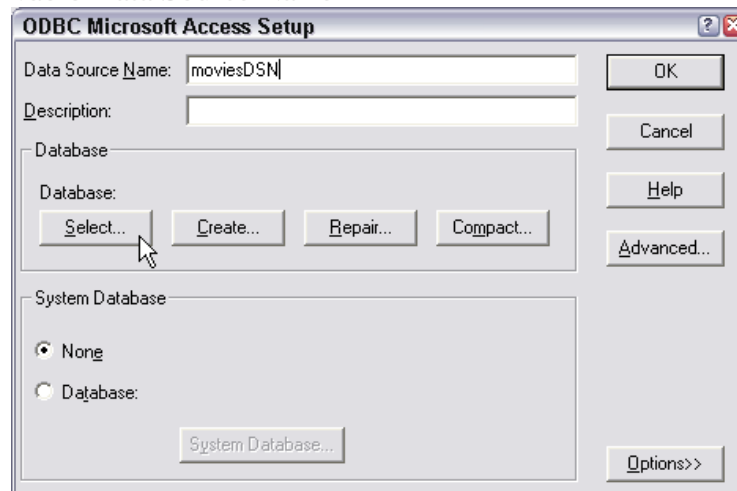 ODBC Microsoft Access Setup
Data Source Name: moviesDSN
OK
Description:
Cancel
Database
Database:
Help
Select... Create... Repair... Compact...
Advanced...
System Database
None
Database:
System Database...
Options>>